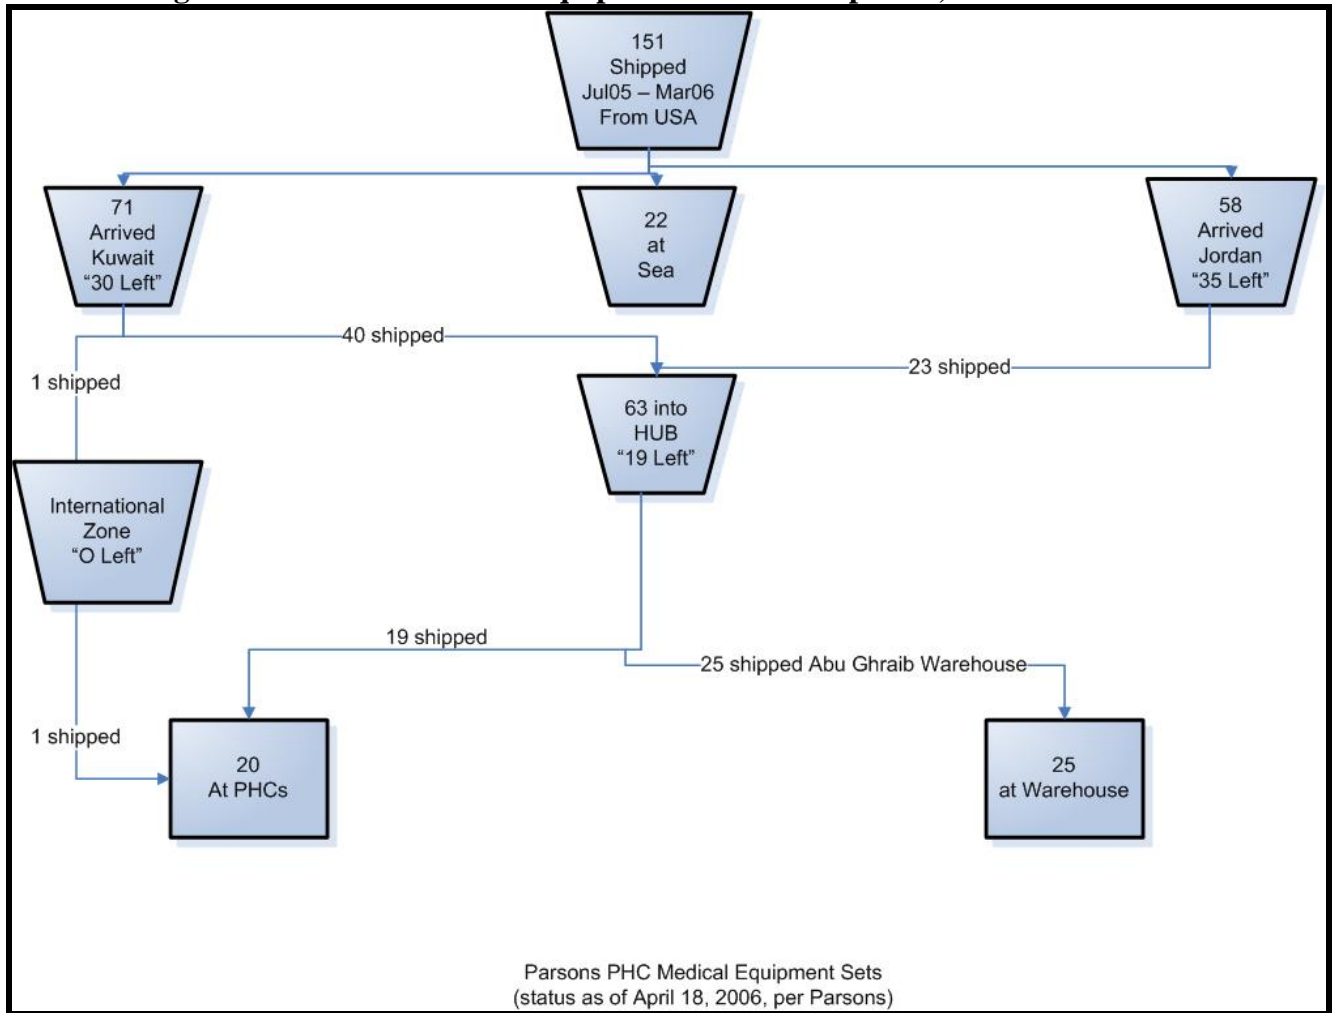 151
Shipped
Jul05 – Mar06
From USA
71
Arrived
Kuwait
“30 Left”
22
at
Sea
58
Arrived
Jordan
“35 Left”
40 shipped
23 shipped
1 shipped
63 into
HUB
“19 Left”
International
Zone
“O Left”
19 shipped
25 shipped Abu Ghraib Warehouse
1 shipped
20
At PHCs
25
at Warehouse
Parsons PHC Medical Equipment Sets
(status as of April 18, 2006, per Parsons)